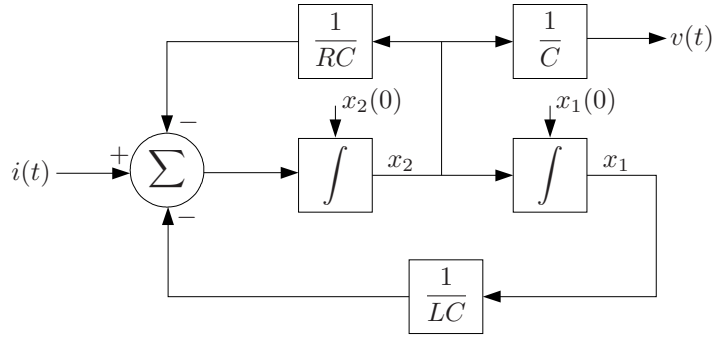 1/RC
1/C
v(t)
x₂(0)
x₁(0)
−
+
i(t)
∑
∫
x₂
∫
x₁
−
1/LC